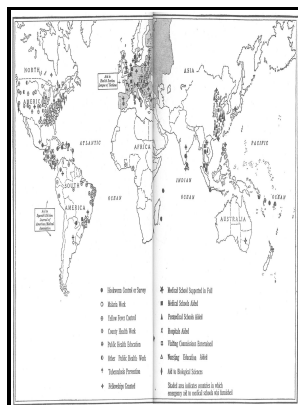 NORTH
AMERICA
ATLANTIC
OCEAN
SOUTH
AMERICA
AFRICA
ASIA
INDIAN
OCEAN
PACIFIC
OCEAN
AUSTRALIA
Hookworm Control or Survey
Malaria Work
Yellow Fever Control
County Health Work
Public Health Education
Other Public Health Work
Tuberculosis Prevention
Fellowships Granted
Medical School Supported in Full
Medical Schools Aided
Premedical Schools Aided
Hospitals Aided
Visiting Commissions Entertained
Nursing Education Aided
Aid to Biological Sciences
Shaded area indicates countries in which
emergency aid to medical schools was furnished